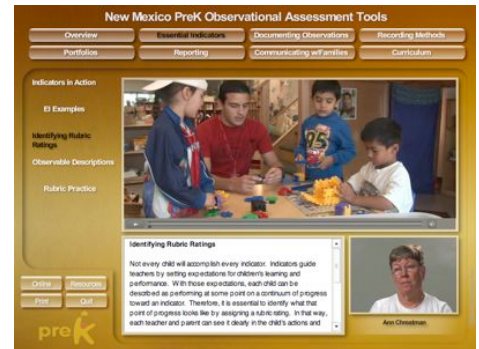 New Mexico PreK Observational Assessment Tools
Overview
Essential Indicators
Documenting Observations
Recording Methods
Portfolios
Reporting
Communicating w/Families
Curriculum
Indicators in Action
EI Examples
Identifying Rubric
Ratings
Observable Descriptions
Rubric Practice
Identifying Rubric Ratings
Not every child will accomplish every indicator. Indicators guide
teachers by setting expectations for children's learning and
performance. With those expectations, each child can be
described as performing at some point on a continuum of progress
toward an indicator. Therefore, it is essential to identify what that
point of progress looks like by assigning a rubric rating. In that way,
each teacher and parent can see it clearly in the child's actions and
Online
Resources
Print
Quit
preK